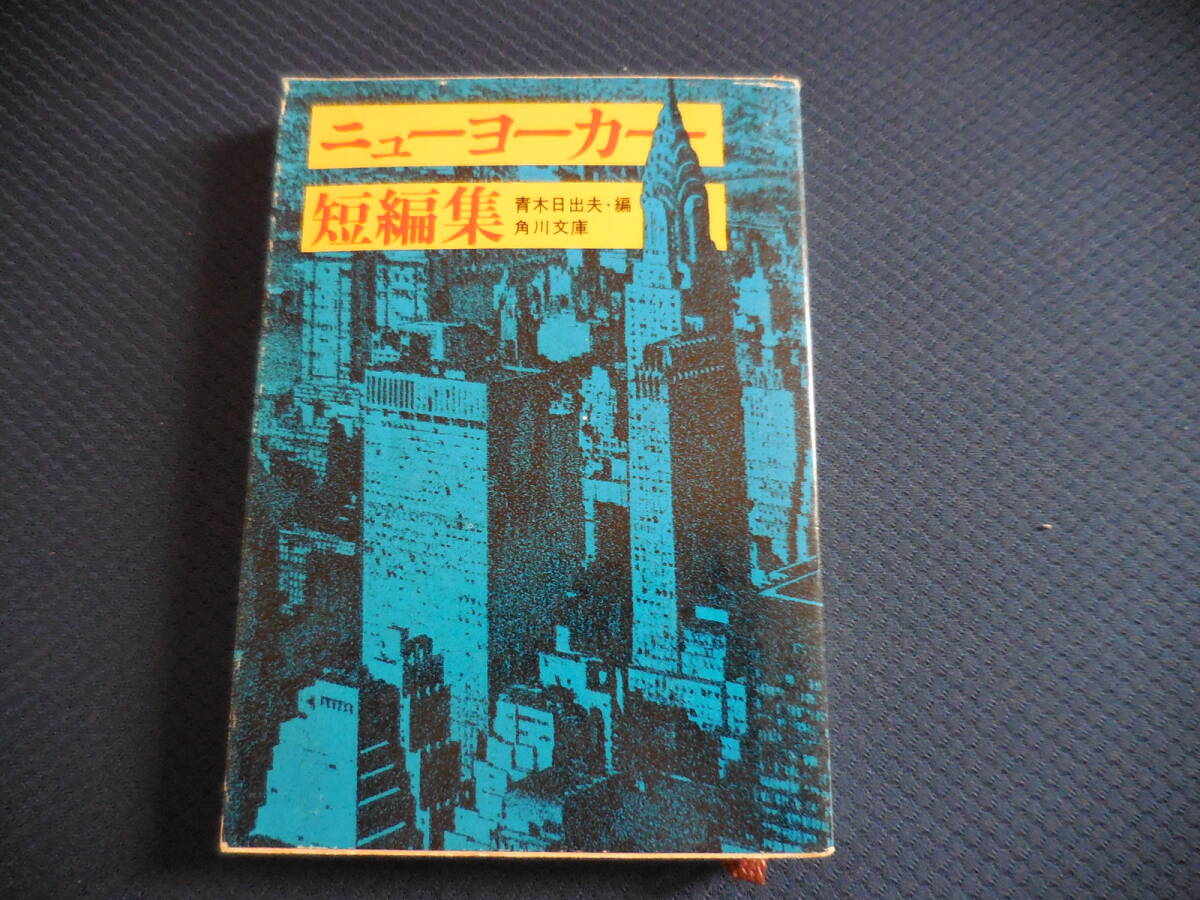 ニューヨーカー
短編集
青木日出夫・編
角川文庫